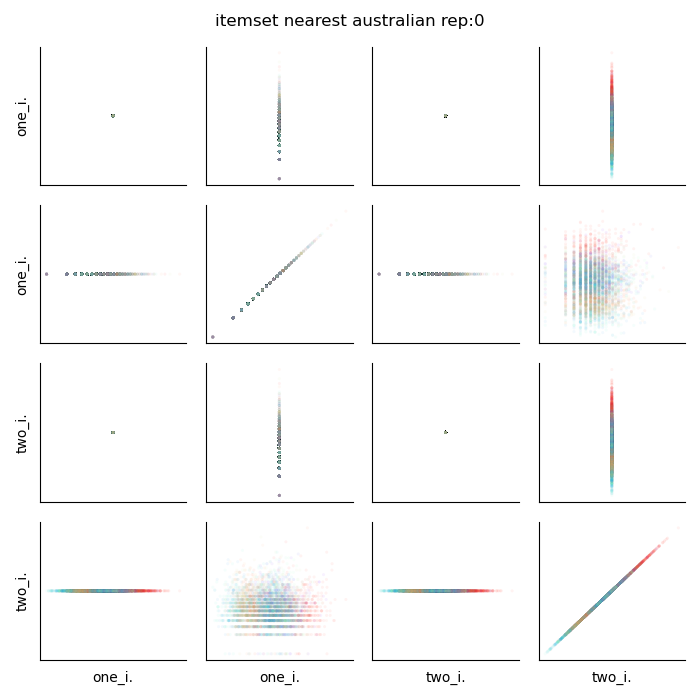 itemset nearest australian rep:0
one_i.
one_i.
two_i.
two_i.
one_i. one_i. two_i. two_i.